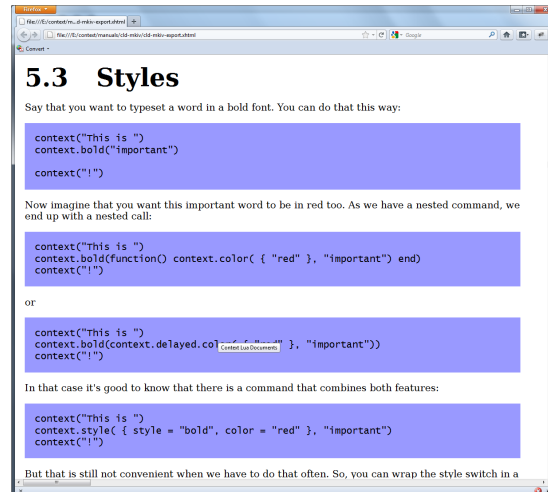 Firefox
file:///E:/context/m...d-mkiv-export.xhtml
file:///E:/context/manuals/cld-mkiv/cld-mkiv-export.xhtml
Google
Convert
5.3 Styles
Say that you want to typeset a word in a bold font. You can do that this way:
context("This is ")
context.bold("important")
context("!")
Now imagine that you want this important word to be in red too. As we have a nested command, we
end up with a nested call:
context("This is ")
context.bold(function() context.color( { "red" }, "important") end)
context("!")
or
context("This is ")
context.bold(context.delayed.col "red" }, "important"))
Context Lua Documents
context("!")
In that case it's good to know that there is a command that combines both features:
context("This is ")
context.style( { style = "bold", color = "red" }, "important")
context("!")
But that is still not convenient when we have to do that often. So, you can wrap the style switch in a